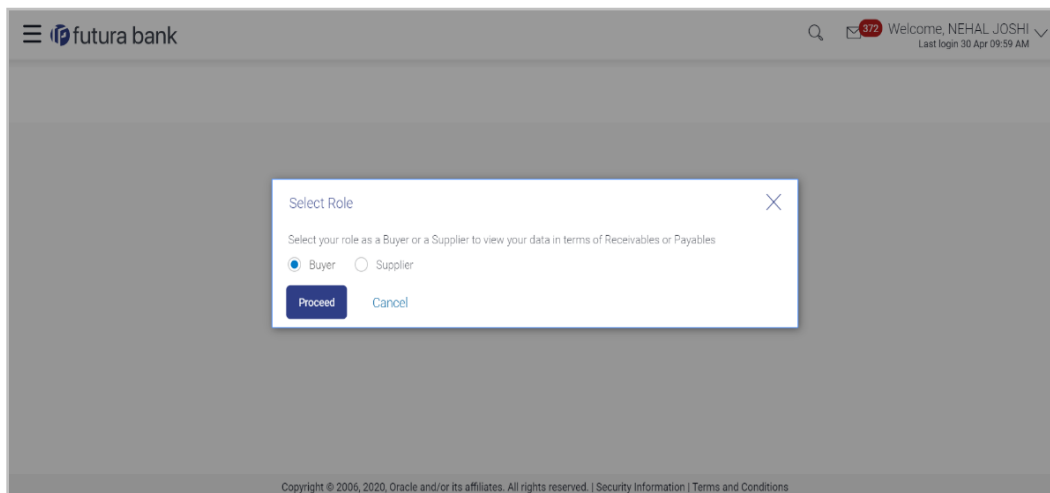 futura bank
372
Welcome, NEHAL JOSHI
Last login 30 Apr 09:59 AM
Select Role
Select your role as a Buyer or a Supplier to view your data in terms of Receivables or Payables
Buyer Supplier
Proceed Cancel
Copyright © 2006, 2020, Oracle and/or its affiliates. All rights reserved. | Security Information | Terms and Conditions